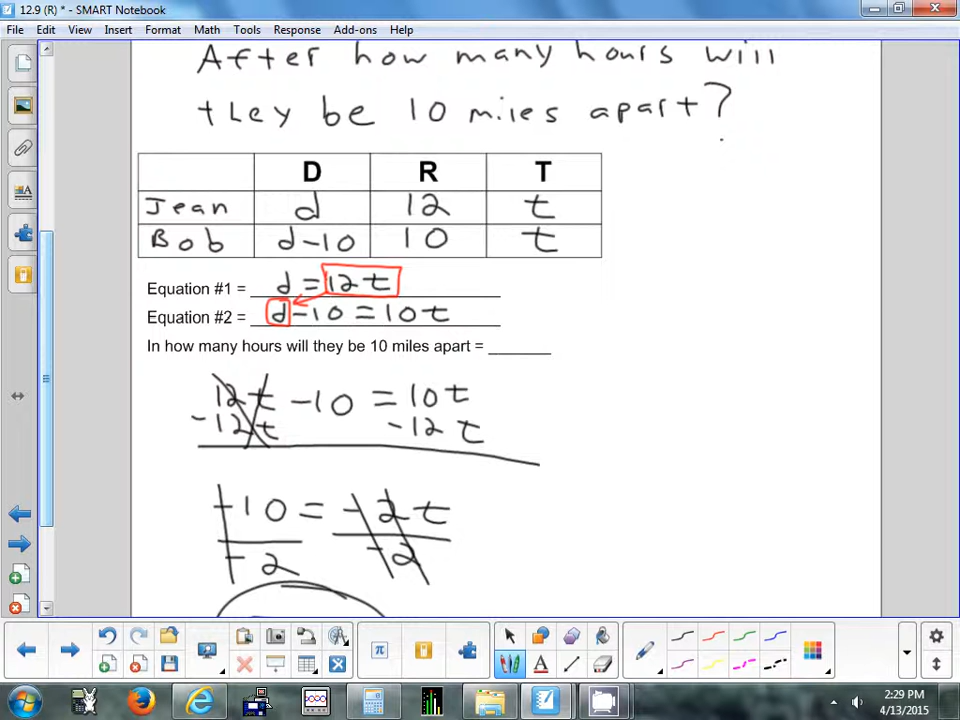 12.9 (R) * - SMART Notebook
File Edit View Insert Format Math Tools Response Add-ons Help
After how many hours will
they be 10 miles apart?
D R T
Jean d 12 t
Bob d-10 10 t
Equation #1 = d=12t
Equation #2 = d-10=10t
In how many hours will they be 10 miles apart = _______
12t -10 =10t
-12t -12t
-10 = -2t
-2 -2
2:29 PM
4/13/2015